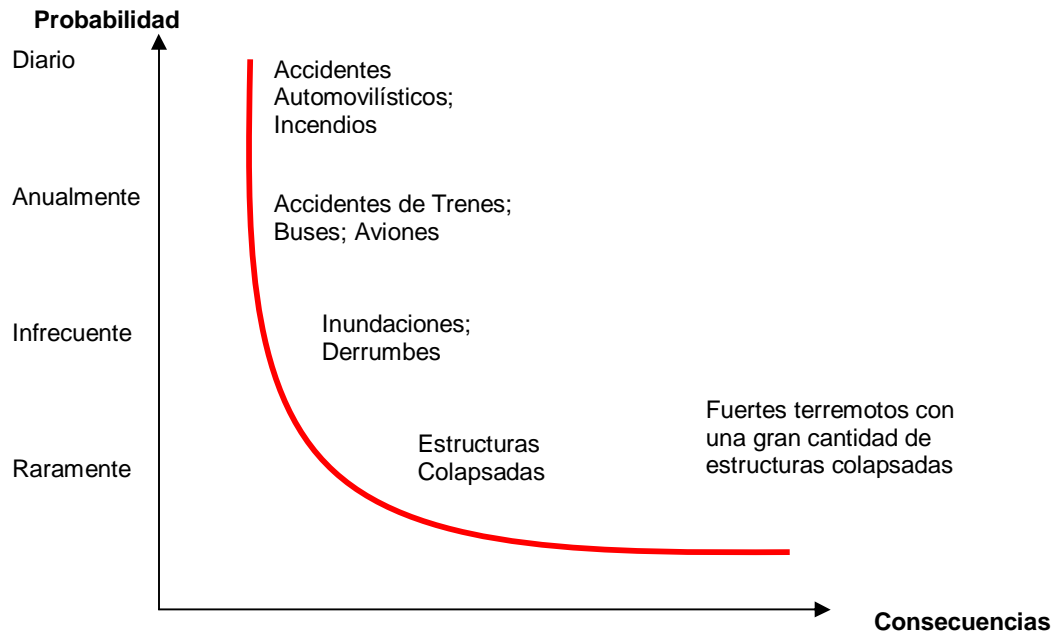 Probabilidad
Diario
Accidentes
Automovilísticos;
Incendios
Anualmente
Accidentes de Trenes;
Buses; Aviones
Infrecuente
Inundaciones;
Derrumbes
Raramente
Estructuras
Colapsadas
Fuertes terremotos con
una gran cantidad de
estructuras colapsadas
Consecuencias